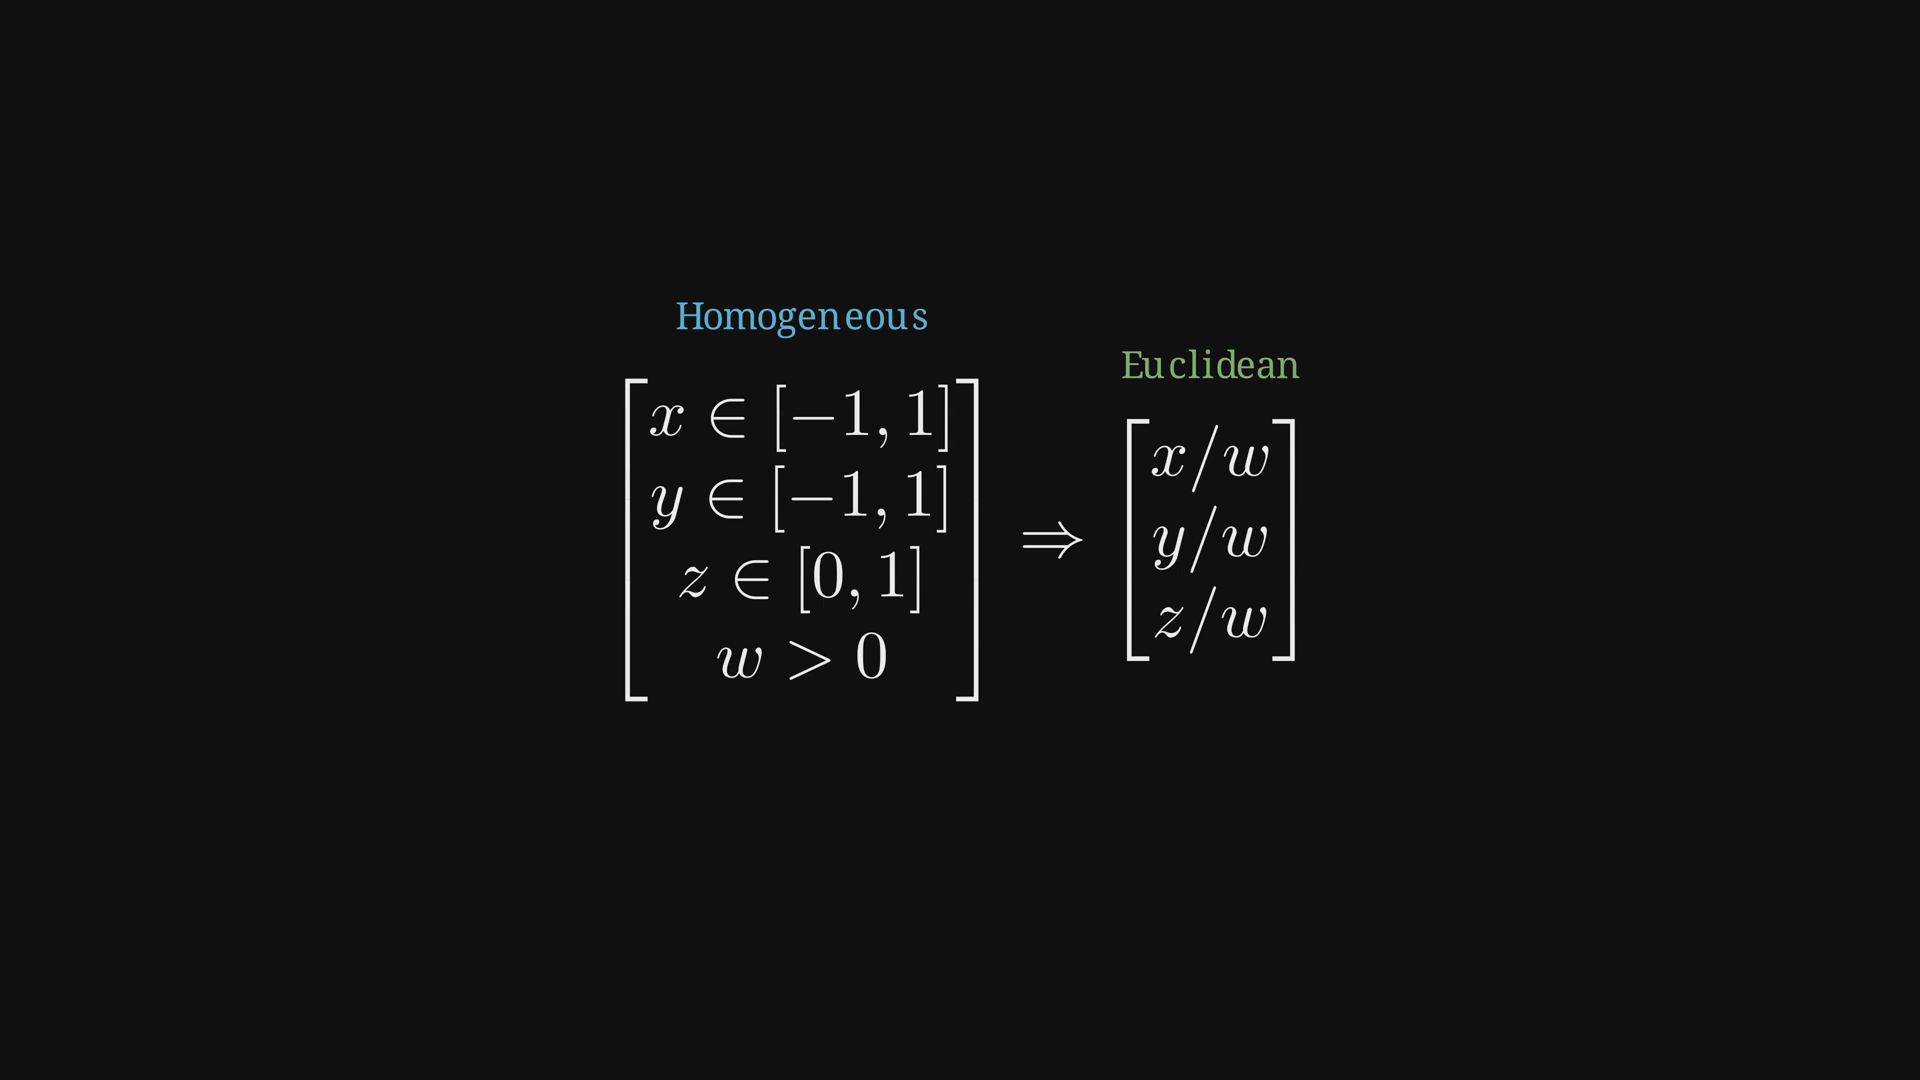 Homogeneous
x ∈ [−1, 1]
y ∈ [−1, 1]
z ∈ [0, 1]
w > 0
⇒
Euclidean
x/w
y/w
z/w